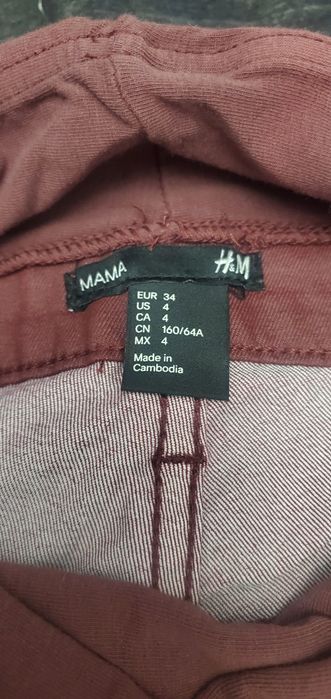 MAMA
H&M
EUR 34
US 4
CA 4
CN 160/64A
MX 4
Made in
Cambodia